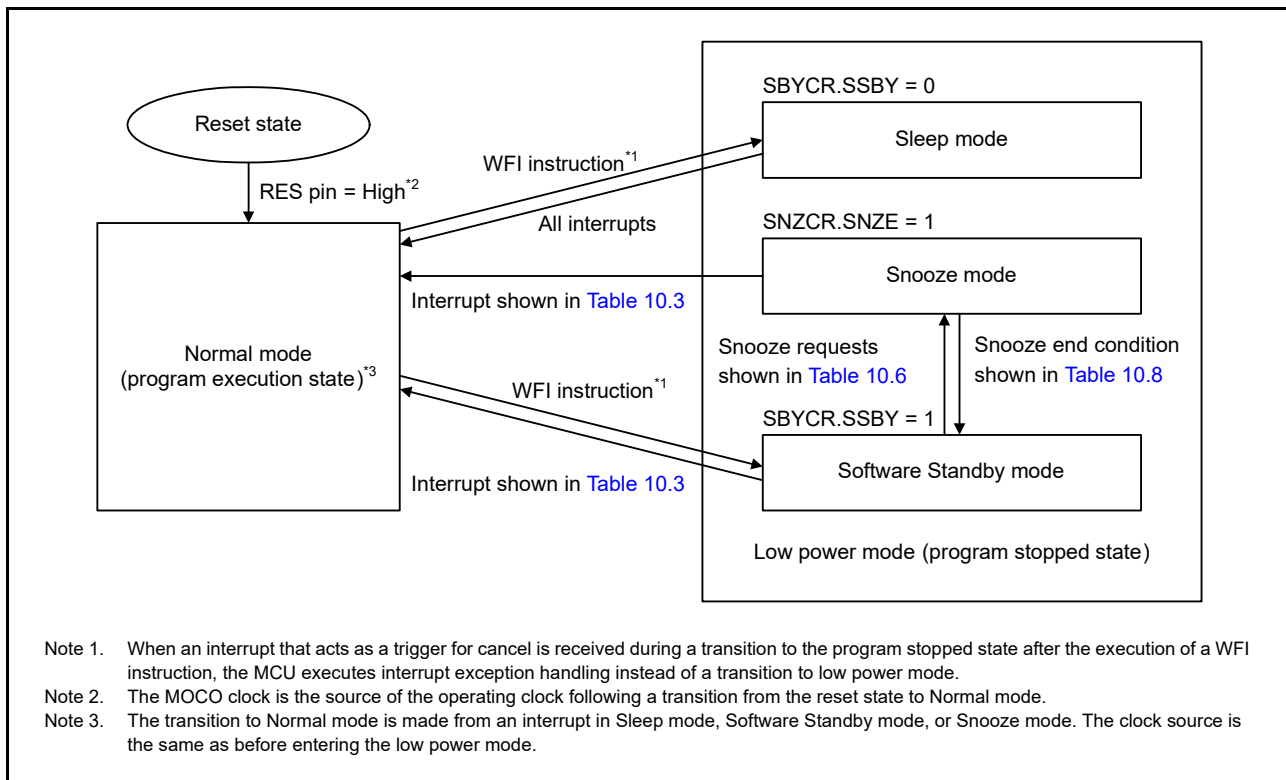 Reset state
RES pin = High*2
Normal mode
(program execution state)*3
WFI instruction*1
All interrupts
Interrupt shown in Table 10.3
WFI instruction*1
Interrupt shown in Table 10.3
SBYCR.SSBY = 0
Sleep mode
SNZCR.SNZE = 1
Snooze mode
Snooze requests
shown in Table 10.6
Snooze end condition
shown in Table 10.8
SBYCR.SSBY = 1
Software Standby mode
Low power mode (program stopped state)
Note 1. When an interrupt that acts as a trigger for cancel is received during a transition to the program stopped state after the execution of a WFI
instruction, the MCU executes interrupt exception handling instead of a transition to low power mode.
Note 2. The MOCO clock is the source of the operating clock following a transition from the reset state to Normal mode.
Note 3. The transition to Normal mode is made from an interrupt in Sleep mode, Software Standby mode, or Snooze mode. The clock source is
the same as before entering the low power mode.